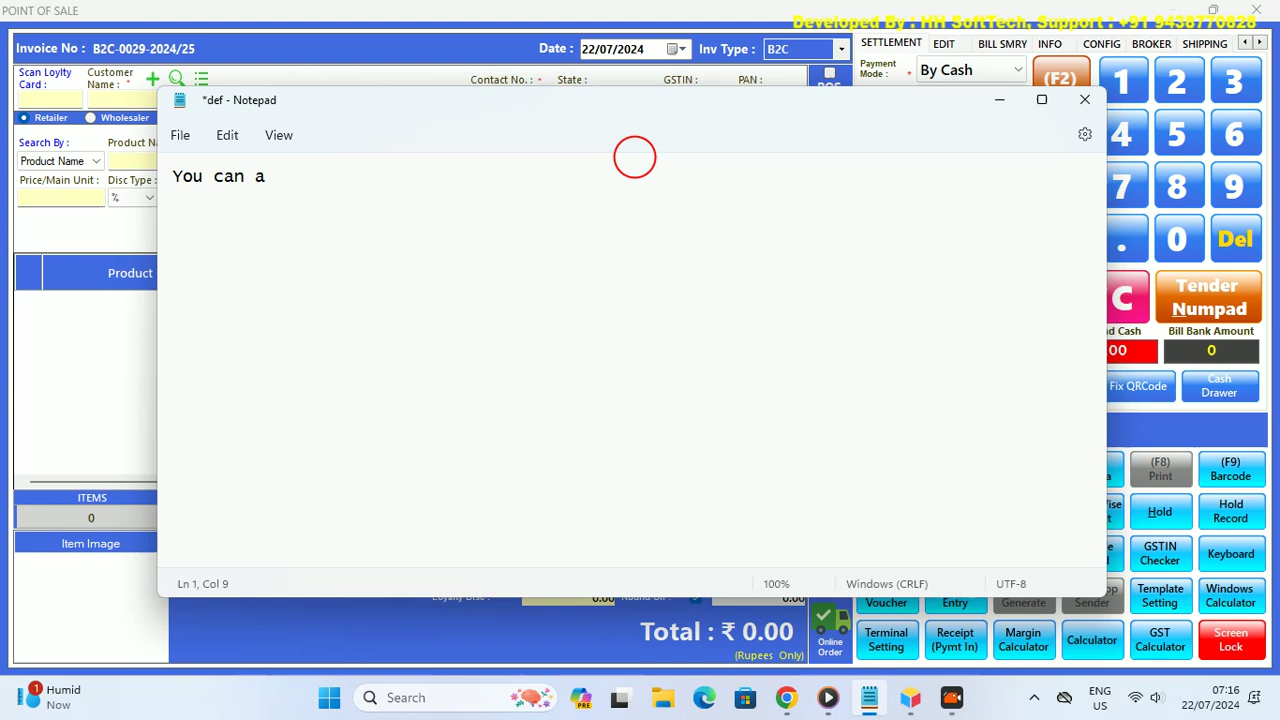 POINT OF SALE
Developed By : HH SoftTech, Support : +91 9438770828
Invoice No : B2C-0029-2024/25
Date : 22/07/2024
Inv Type : B2C
SETTLEMENT EDIT BILL SMRY INFO CONFIG BROKER SHIPPING
Scan Loylty Card :
Customer Name : *
Contact No. : * State : GSTIN : PAN :
Payment Mode : * By Cash
(F2)
1 2 3
*def - Notepad
Retailer Wholesaler
File Edit View
4 5 6
Search By :
Product Name
Price/Main Unit : Disc Type :
%
You can a
7 8 9
. 0 Del
Product
C
Tender Numpad
Bill Bank Amount
0
Fix QRCode
Cash Drawer
(F8) Print
(F9) Barcode
ITEMS
0
Hold
Hold Record
Item Image
GSTIN Checker
Keyboard
Ln 1, Col 9 100% Windows (CRLF) UTF-8
0.00
0.00
Voucher
Entry
Generate
Sender
Template Setting
Windows Calculator
Total : ₹ 0.00
(Rupees Only)
Online Order
Terminal Setting
Receipt (Pymt In)
Margin Calculator
Calculator
GST Calculator
Screen Lock
1
Humid
Now
Search
PRE
ENG
US
07:16
22/07/2024